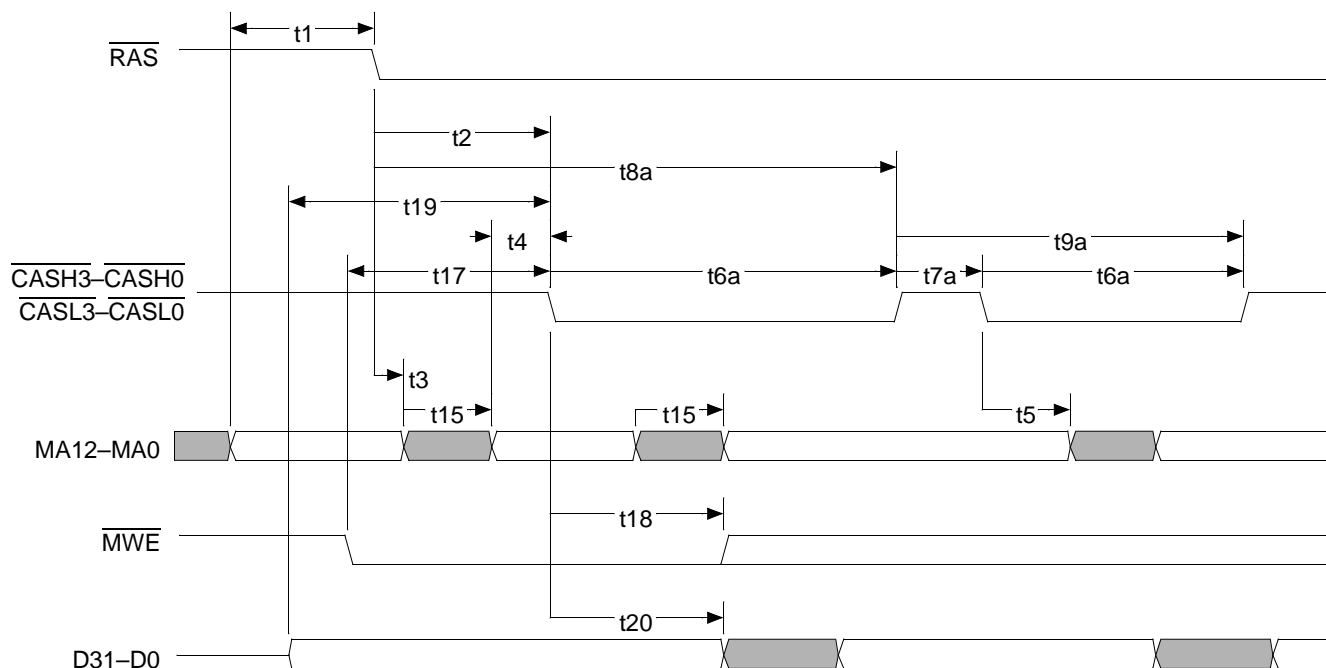 t1
RAS
t2
t8a
t19
t4
t9a
CASH3–CASH0
t17
t6a
t7a
t6a
CASL3–CASL0
t3
t15
t15
t5
MA12–MA0
t18
MWE
t20
D31–D0